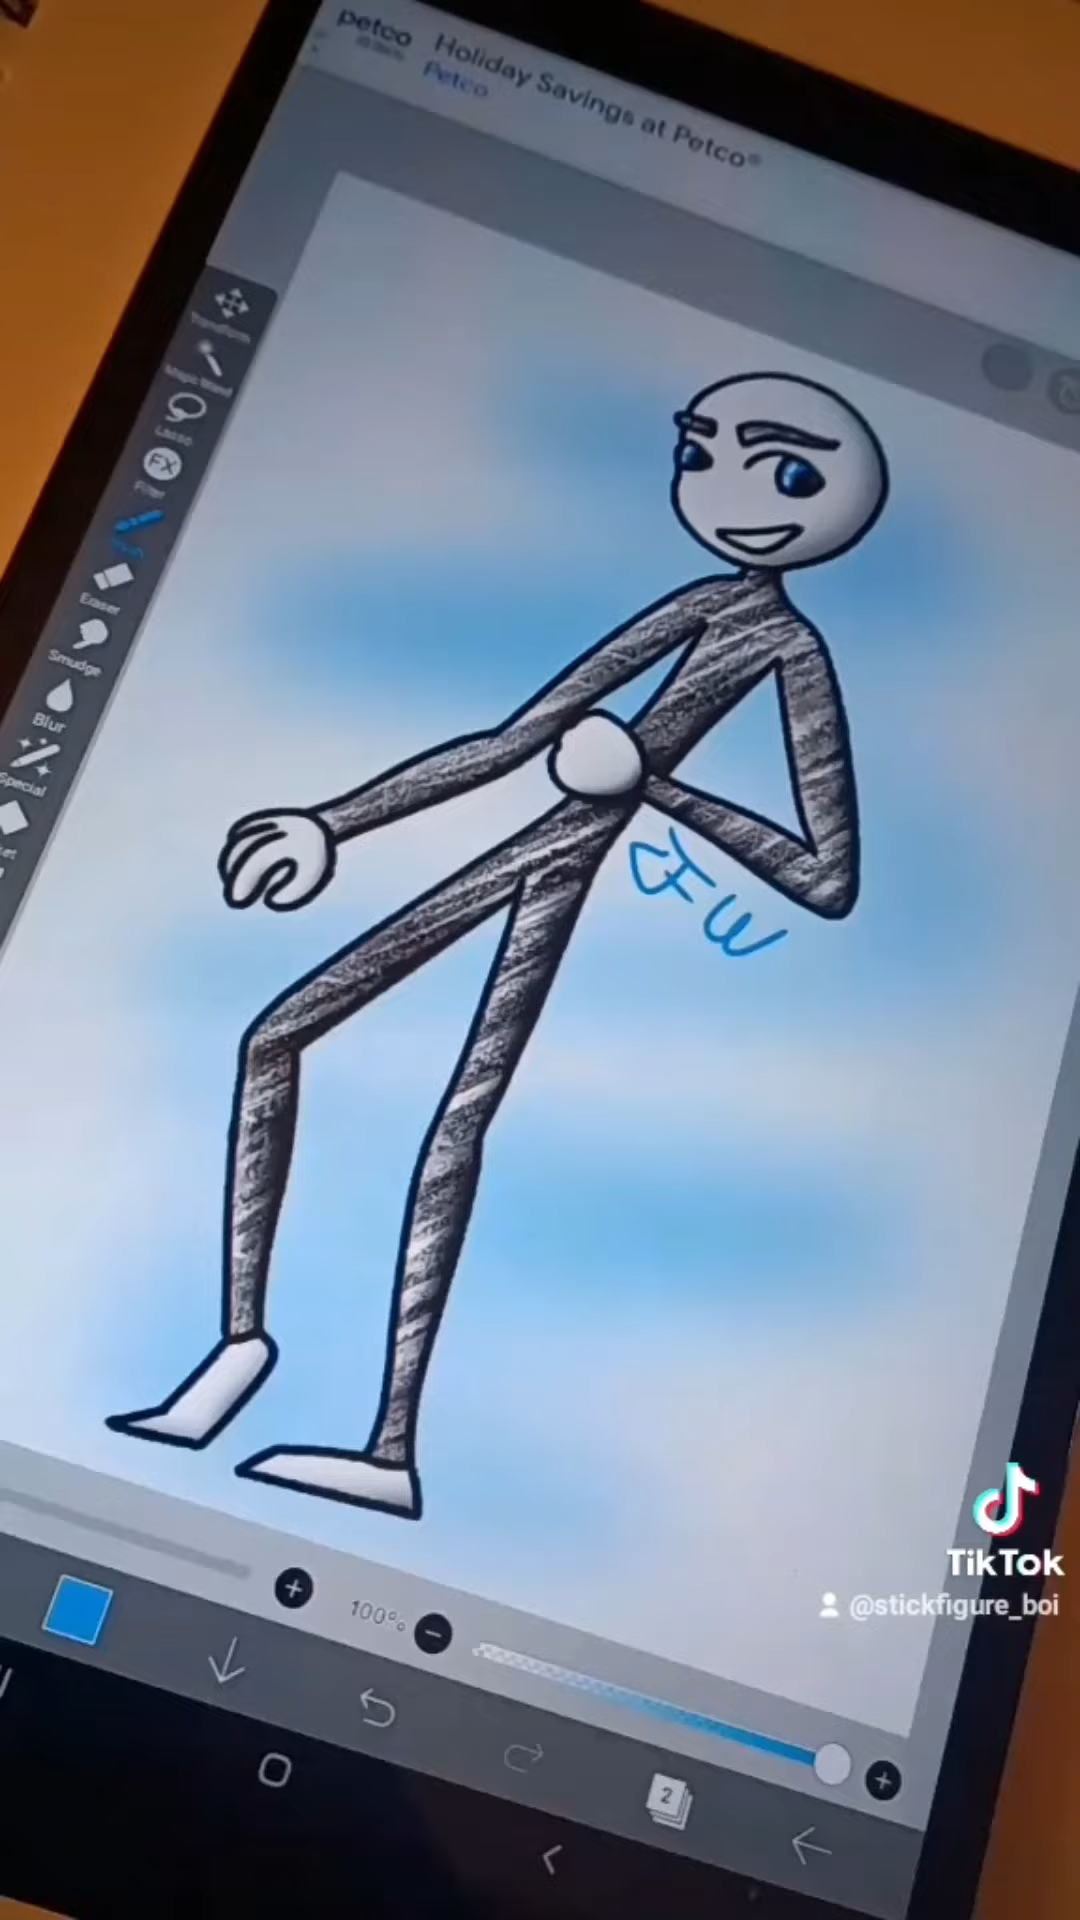 petco
Holiday Savings at Petco®
Petco
Transform
Magic Wand
Lasso
FX
Filter
Eraser
Smudge
Blur
Special
JFW
100%
2
TikTok
@stickfigure_boi